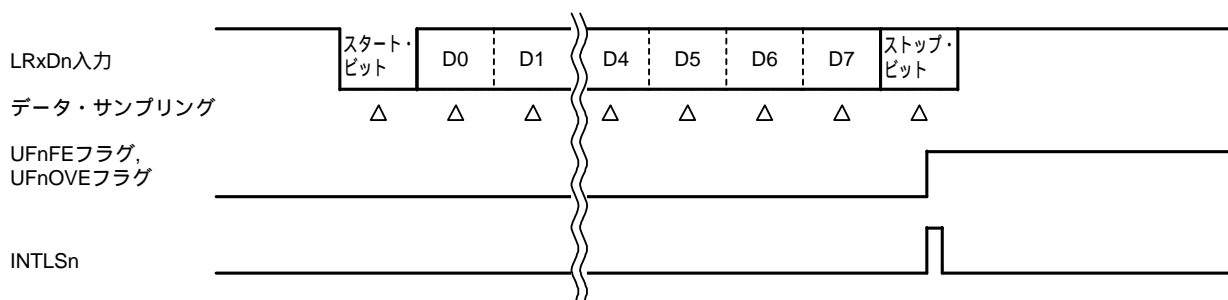 LRxDn入力
スタート・
ビット
D0
D1
D4
D5
D6
D7
ストップ・
ビット
データ・サンプリング
UFnFEフラグ,
UFnOVEフラグ
INTLSn